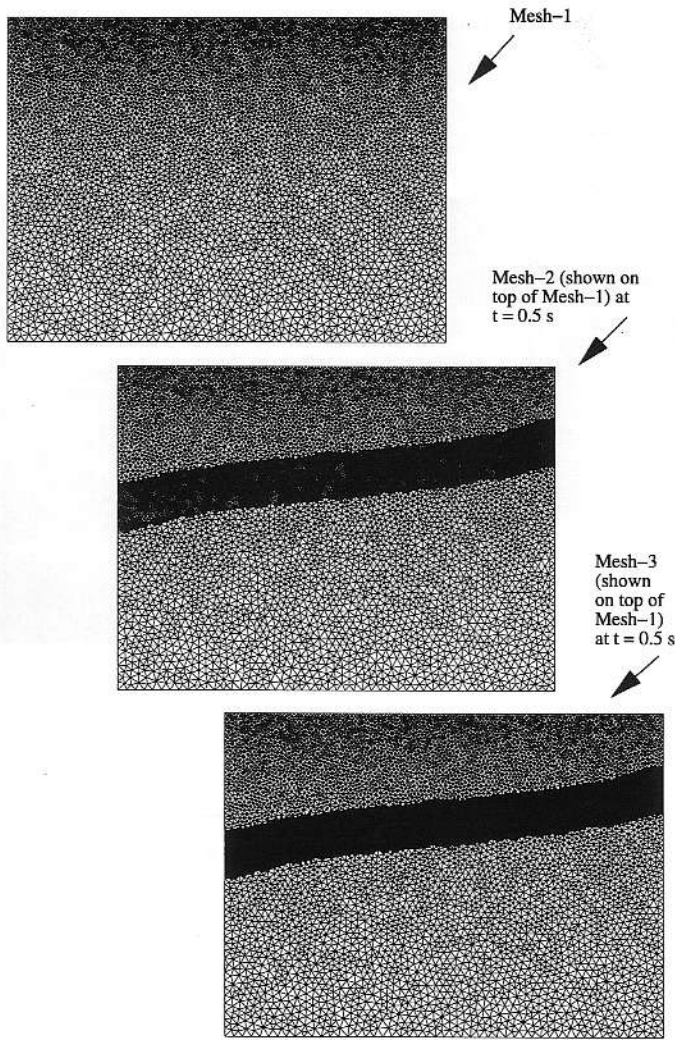 Mesh–1
Mesh–2 (shown on
top of Mesh–1) at
t = 0.5 s
Mesh–3
(shown
on top of
Mesh–1)
at t = 0.5 s